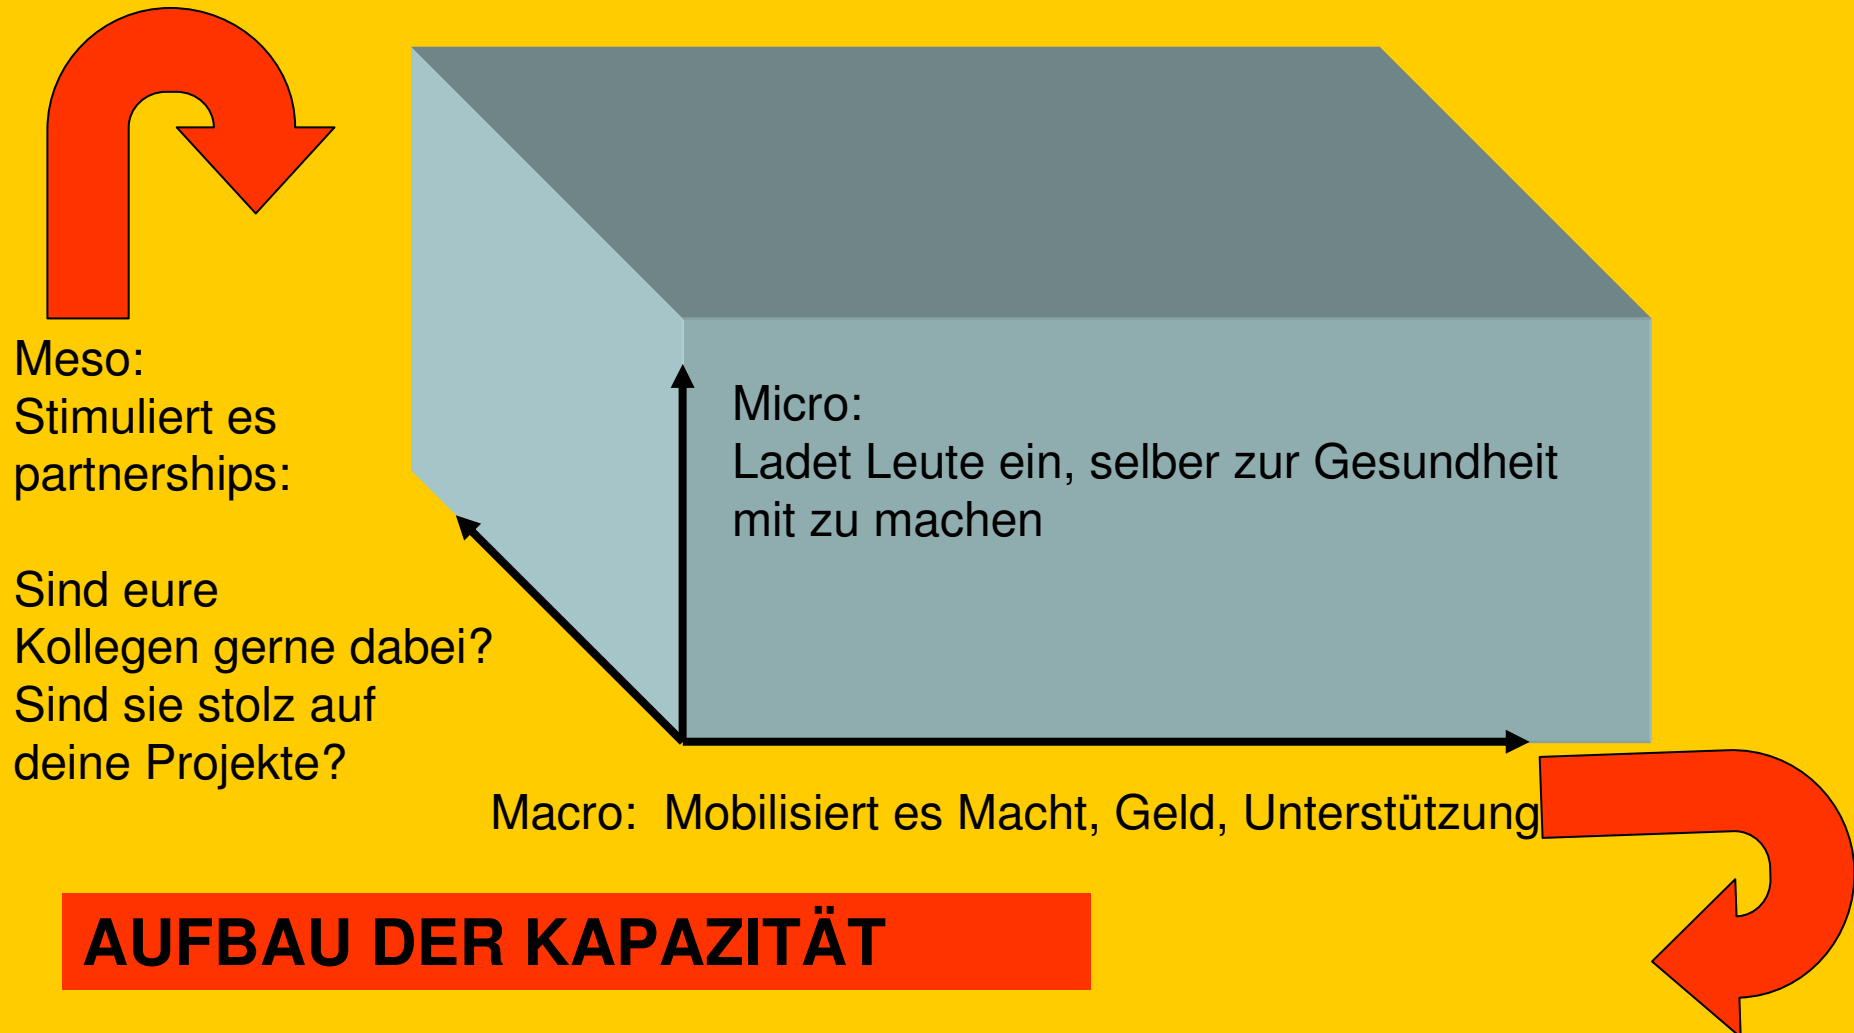 Meso:
Stimuliert es
partnerships:
Sind eure
Kollegen gerne dabei?
Sind sie stolz auf
deine Projekte?
Micro:
Ladet Leute ein, selber zur Gesundheit
mit zu machen
Macro:  Mobilisiert es Macht, Geld, Unterstützung
AUFBAU DER KAPAZITÄT